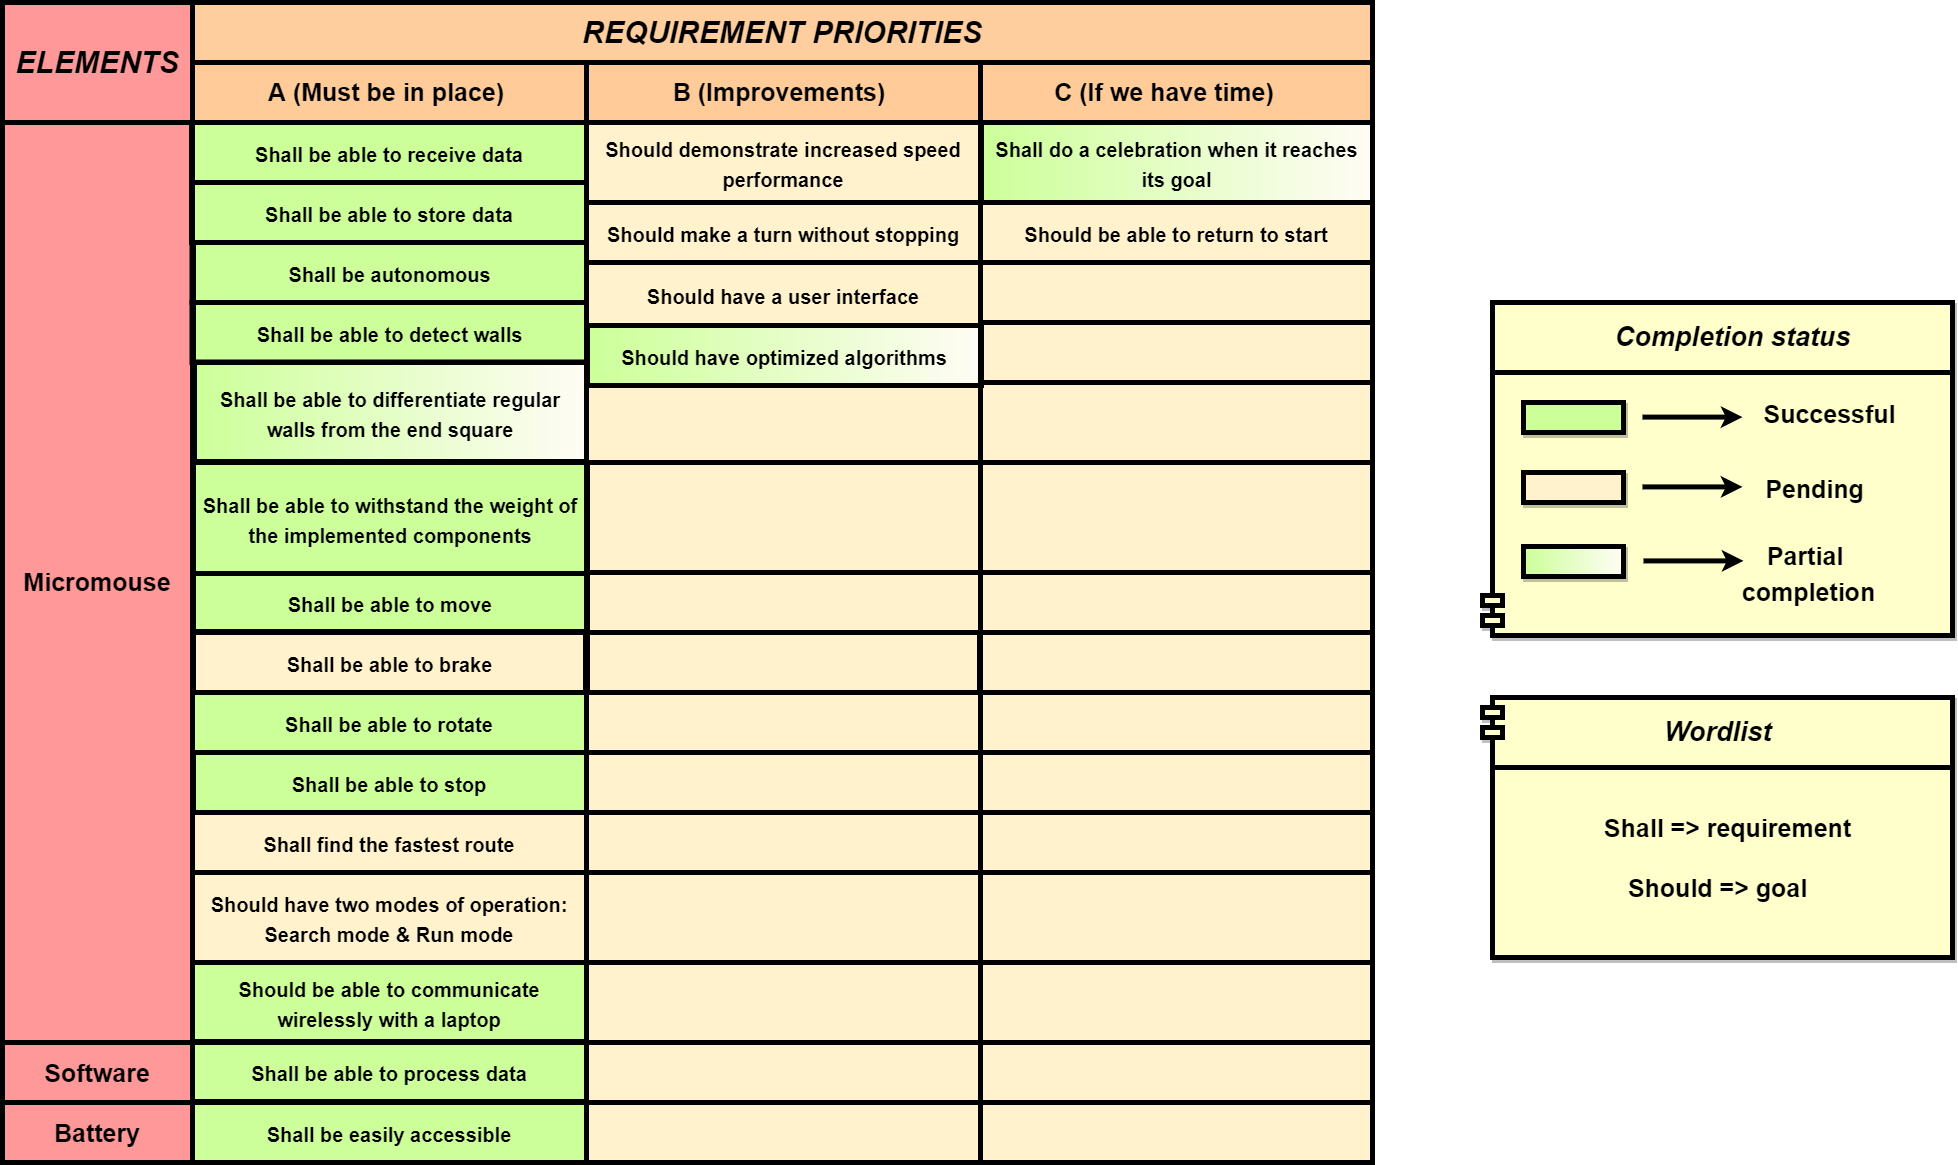 ELEMENTS
REQUIREMENT PRIORITIES
A (Must be in place)
B (Improvements)
C (If we have time)
Micromouse
Shall be able to receive data
Shall be able to store data
Shall be autonomous
Shall be able to detect walls
Shall be able to differentiate regular
walls from the end square
Shall be able to withstand the weight of
the implemented components
Shall be able to move
Shall be able to brake
Shall be able to rotate
Shall be able to stop
Shall find the fastest route
Should have two modes of operation:
Search mode & Run mode
Should be able to communicate
wirelessly with a laptop
Should demonstrate increased speed
performance
Should make a turn without stopping
Should have a user interface
Should have optimized algorithms
Shall do a celebration when it reaches
its goal
Should be able to return to start
Software
Shall be able to process data
Battery
Shall be easily accessible
Completion status
Successful
Pending
Partial
completion
Wordlist
Shall => requirement
Should => goal